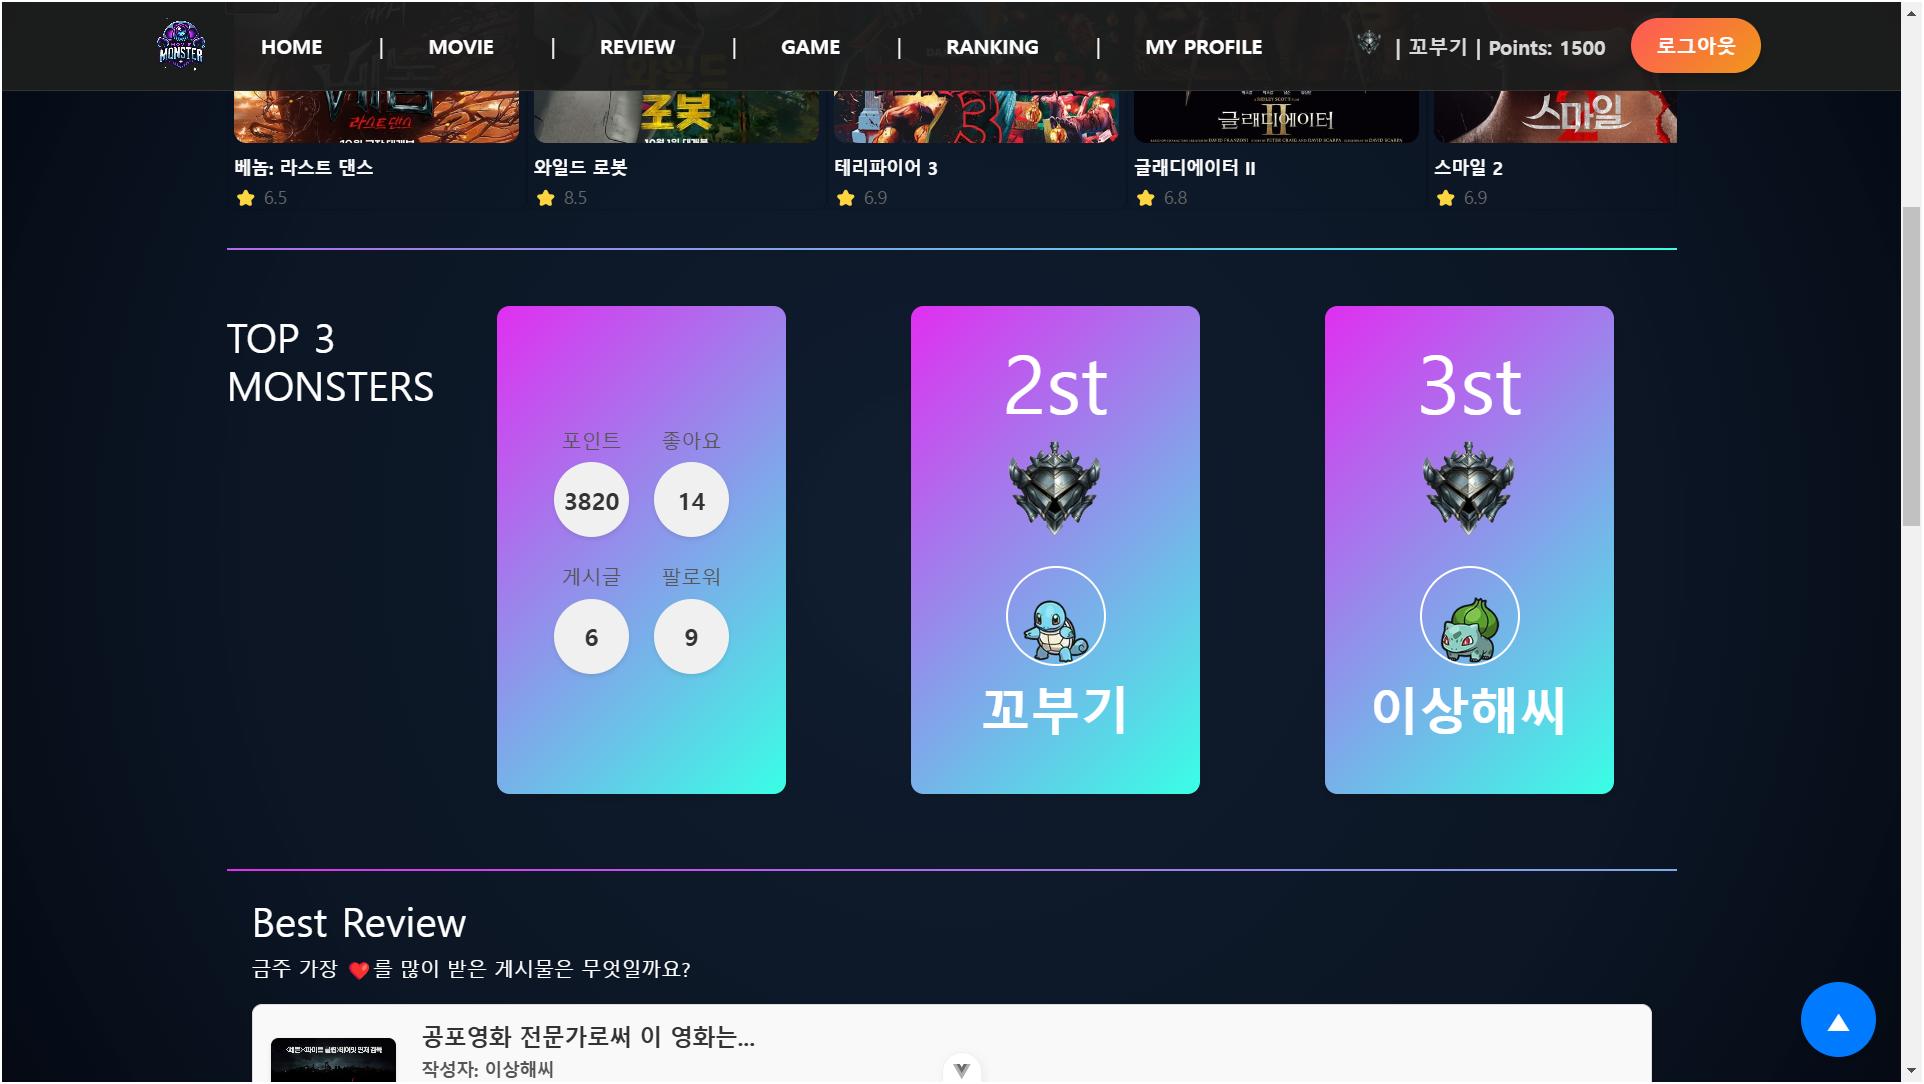 MOVIE
MONSTER
HOME | MOVIE | REVIEW | GAME | RANKING | MY PROFILE
| 꼬부기 | Points: 1500
로그아웃
라스트 댄스
로봇
글래디에이터
II
스마일
베놈: 라스트 댄스
6.5
와일드 로봇
8.5
테리파이어 3
6.9
글래디에이터 II
6.8
스마일 2
6.9
TOP 3
MONSTERS
포인트 좋아요
3820 14
게시글 팔로워
6 9
2st
꼬부기
3st
이상해씨
Best Review
금주 가장 ❤️를 많이 받은 게시물은 무엇일까요?
공포영화 전문가로써 이 영화는...
작성자: 이상해씨